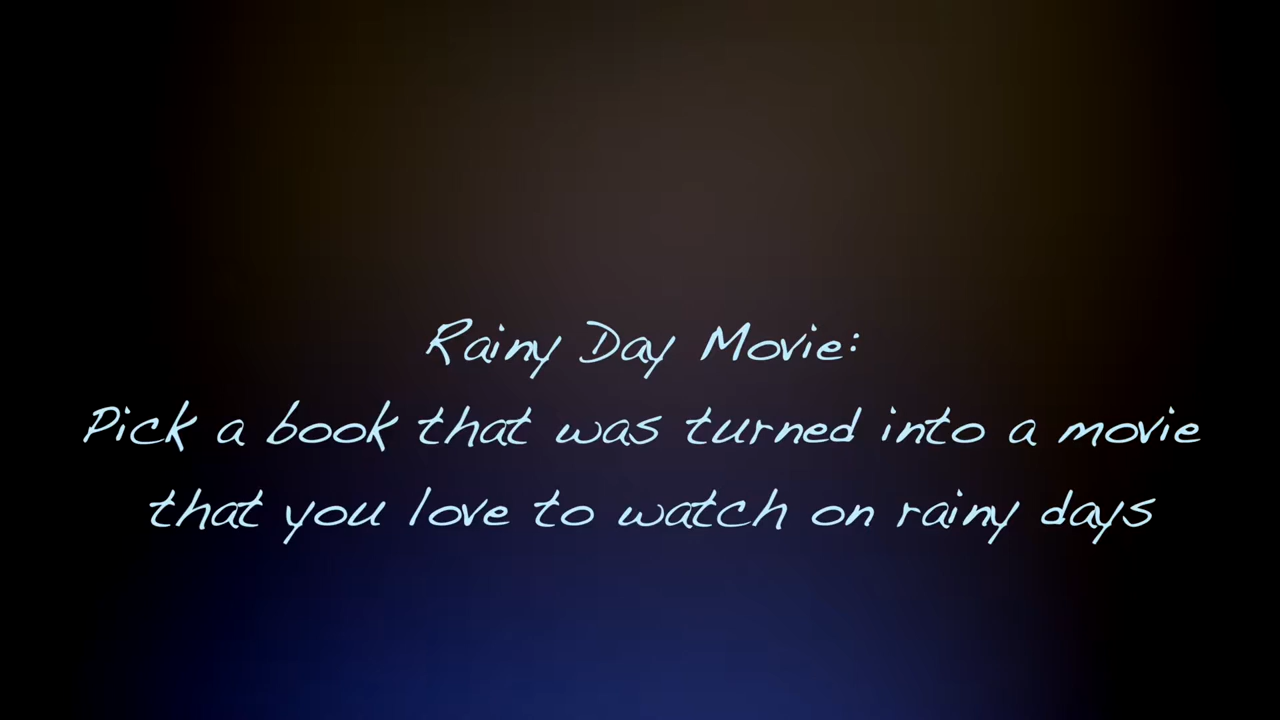 Rainy Day Movie:
Pick a book that was turned into a movie
that you love to watch on rainy days